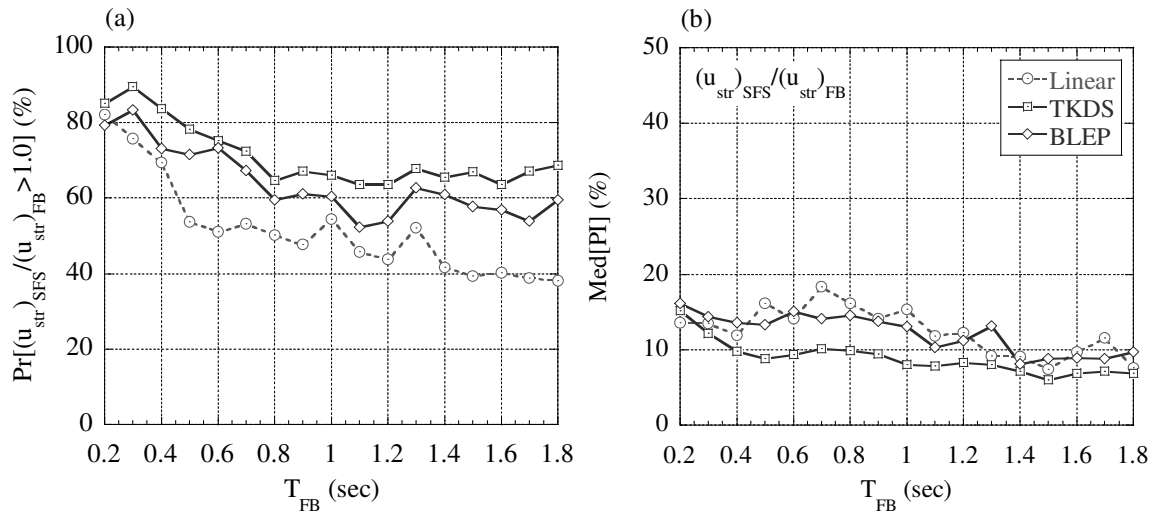 (a)
Pr[(u_str)_SFS/(u_str)_FB>1.0] (%)
100
80
60
40
20
0
0.2 0.4 0.6 0.8 1 1.2 1.4 1.6 1.8
T_FB (sec)
(b)
(u_str)_SFS/(u_str)_FB
Linear
TKDS
BLEP
Med[PI] (%)
50
40
30
20
10
0
0.2 0.4 0.6 0.8 1 1.2 1.4 1.6 1.8
T_FB (sec)